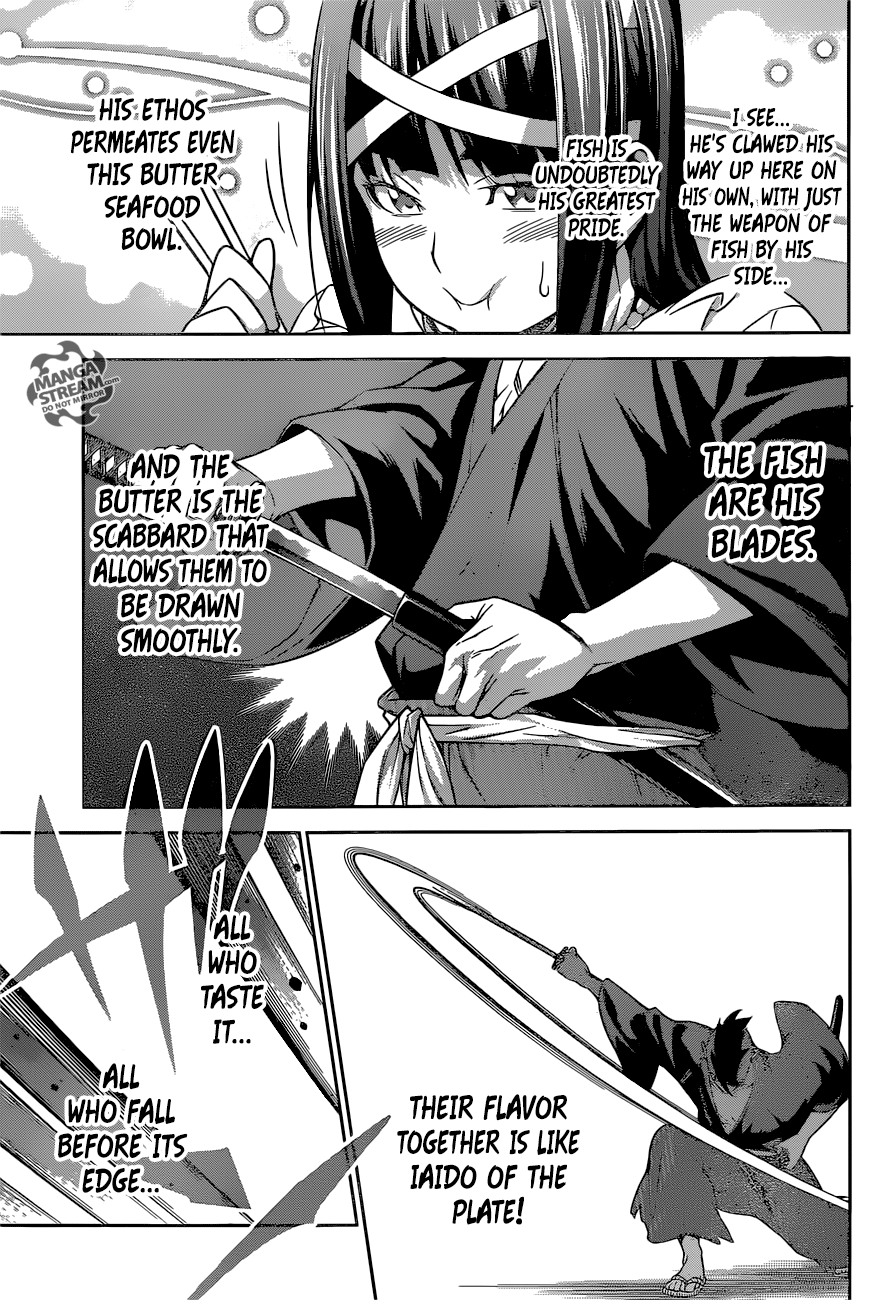 I SEE...
HE'S CLAWED HIS
WAY UP HERE ON
HIS OWN, WITH JUST
THE WEAPON OF
FISH BY HIS
SIDE...
FISH IS
UNDOUBTEDLY
HIS GREATEST
PRIDE.
HIS ETHOS
PERMEATES EVEN
THIS BUTTER
SEAFOOD
BOWL.
MANGA
STREAM.com
DO NOT MIRROR
THE FISH
ARE HIS
BLADES.
AND THE
BUTTER IS THE
SCABBARD THAT
ALLOWS THEM TO
BE DRAWN
SMOOTHLY.
THEIR FLAVOR
TOGETHER IS LIKE
IAIDO OF THE
PLATE!
ALL
WHO
TASTE
IT...
ALL
WHO FALL
BEFORE ITS
EDGE...